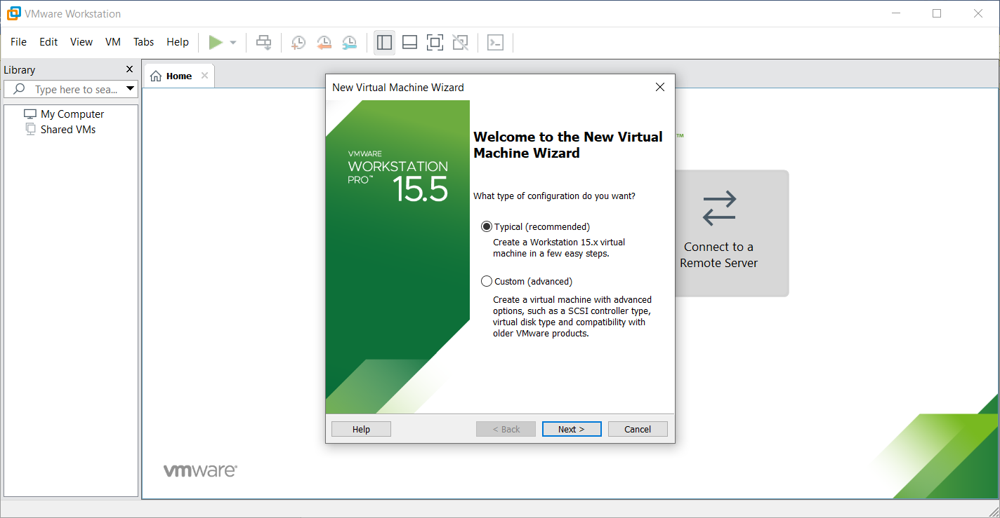 VMware Workstation
File Edit View VM Tabs Help
Library
Type here to sea...
My Computer
Shared VMs
Home
New Virtual Machine Wizard
VMWARE
WORKSTATION
PRO™
15.5
Welcome to the New Virtual
Machine Wizard
What type of configuration do you want?
Typical (recommended)
Create a Workstation 15.x virtual
machine in a few easy steps.
Custom (advanced)
Create a virtual machine with advanced
options, such as a SCSI controller type,
virtual disk type and compatibility with
older VMware products.
Help
< Back
Next >
Cancel
™
Connect to a
Remote Server
vmware®